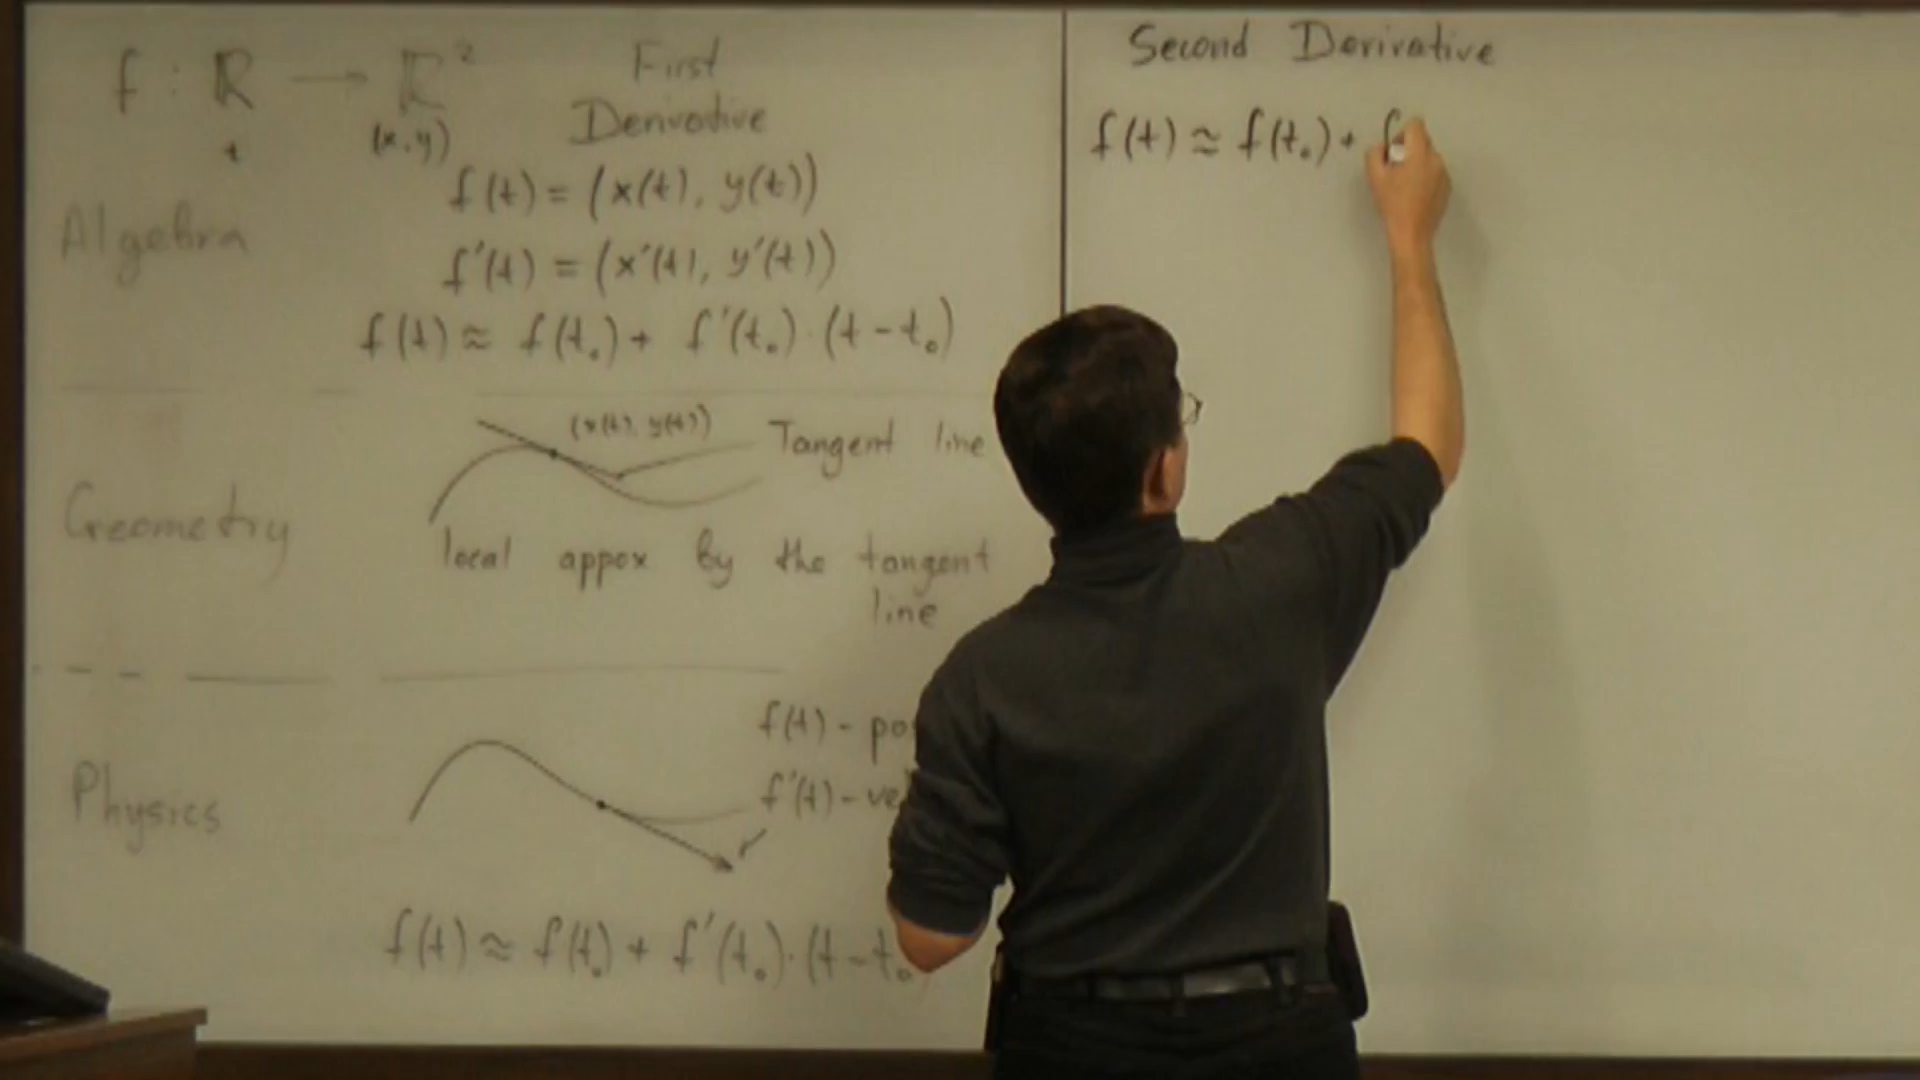 f : ℝ → ℝ²
t
(x, y)
First
Derivative
Algebra
f(t) = (x(t), y(t))
f'(t) = (x'(t), y'(t))
f(t) ≈ f(t₀) + f'(t₀) · (t - t₀)
Geometry
(x(t), y(t))
Tangent line
local appox by the tangent
line
Physics
f(t) - po
f'(t) - ve
f(t) ≈ f(t₀) + f'(t₀) · (t - t₀
Second Derivative
f(t) ≈ f(t₀) + f